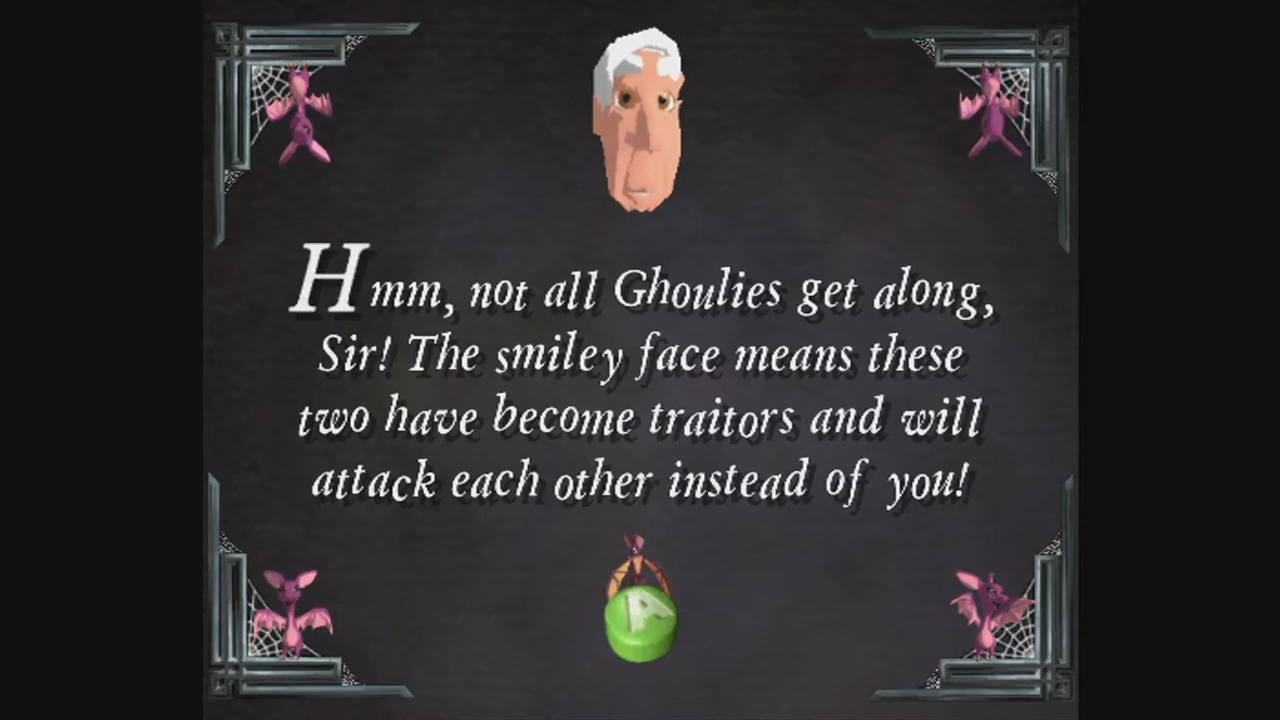 Hmm, not all Ghoulies get along,
Sir! The smiley face means these
two have become traitors and will
attack each other instead of you!
A